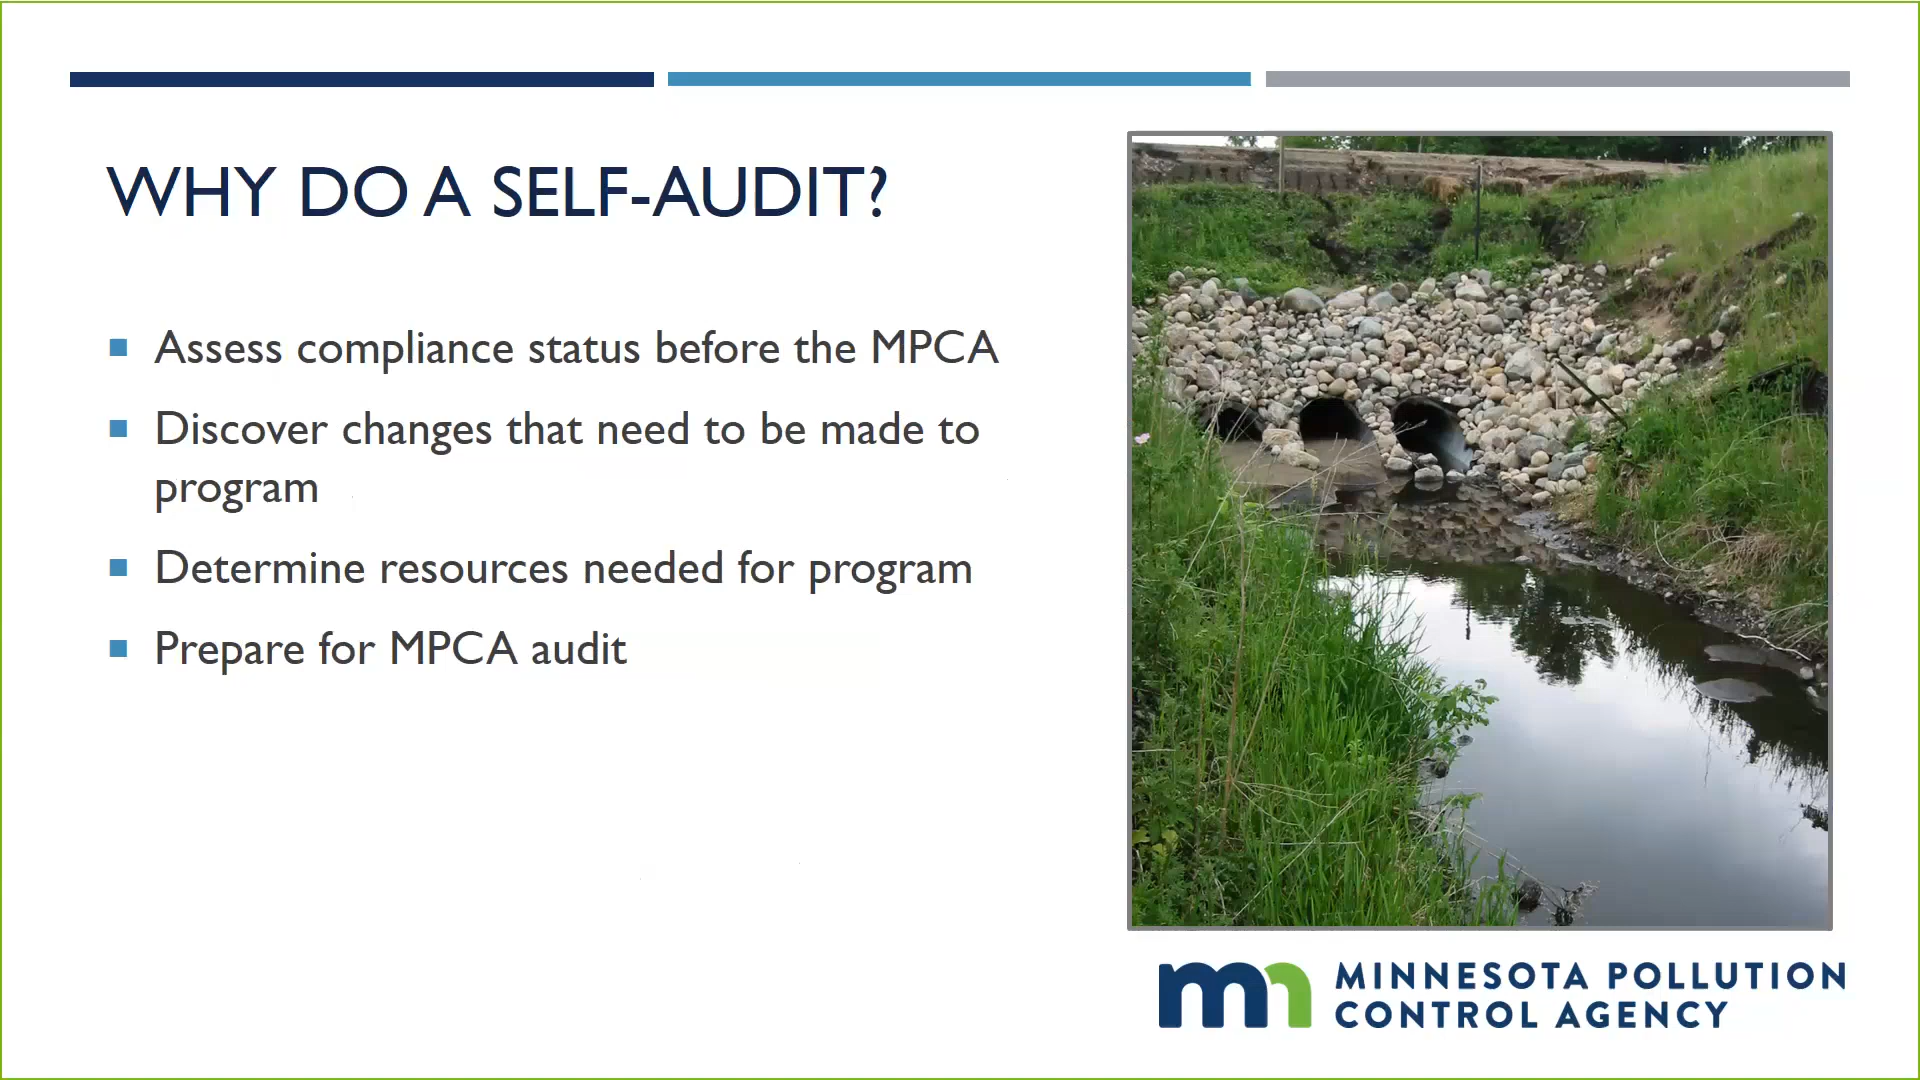 WHY DO A SELF-AUDIT?
Assess compliance status before the MPCA
Discover changes that need to be made to
program
Determine resources needed for program
Prepare for MPCA audit
mn MINNESOTA POLLUTION
CONTROL AGENCY